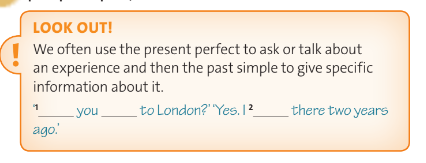 LOOK OUT!
! We often use the present perfect to ask or talk about
an experience and then the past simple to give specific
information about it.
'1_____ you _____ to London?' 'Yes. I 2_____ there two years
ago.'